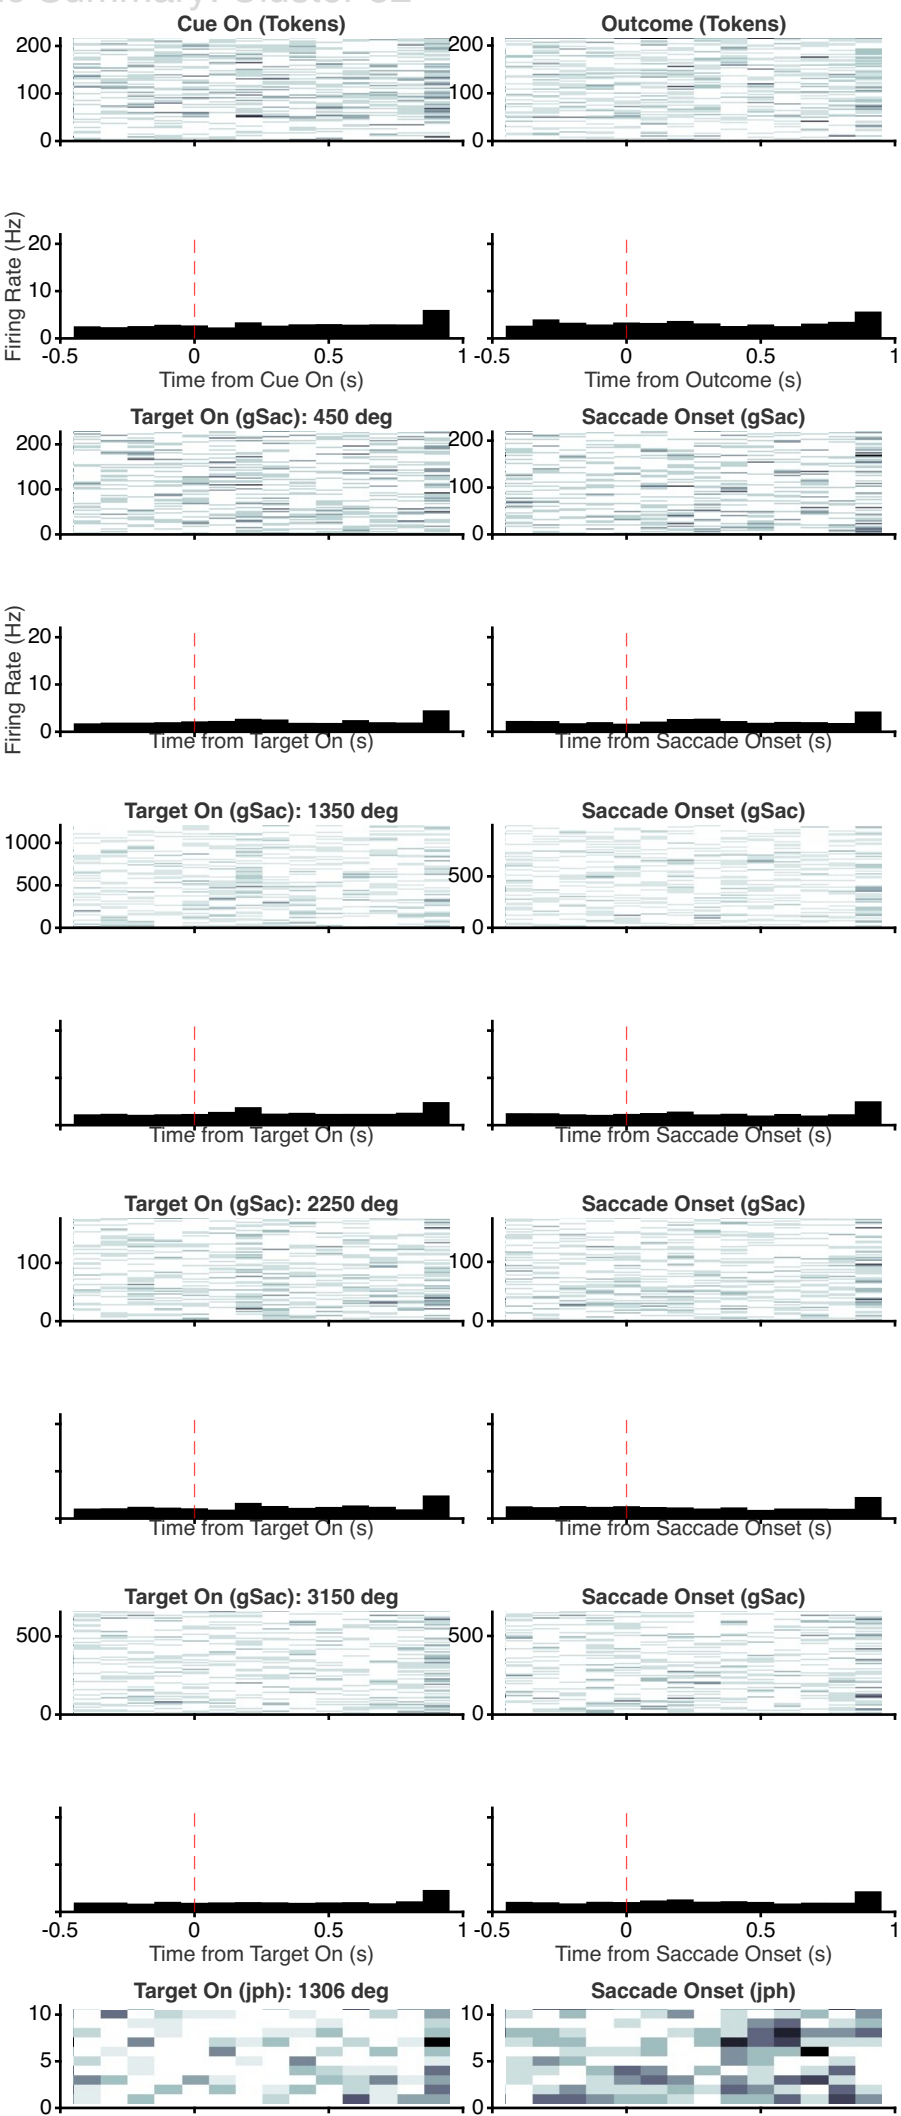 Summary: Cluster
Cue On (Tokens)
Outcome (Tokens)
200
100
0
200
100
0
Firing Rate (Hz)
20
10
0
-0.5 0 0.5 1
-0.5 0 0.5 1
Time from Cue On (s)
Time from Outcome (s)
Target On (gSac): 450 deg
Saccade Onset (gSac)
200
100
0
200
100
0
Firing Rate (Hz)
20
10
0
Time from Target On (s)
Time from Saccade Onset (s)
Target On (gSac): 1350 deg
Saccade Onset (gSac)
1000
500
0
500
0
Time from Target On (s)
Time from Saccade Onset (s)
Target On (gSac): 2250 deg
Saccade Onset (gSac)
100
0
100
0
Time from Target On (s)
Time from Saccade Onset (s)
Target On (gSac): 3150 deg
Saccade Onset (gSac)
500
0
500
0
-0.5 0 0.5 1
-0.5 0 0.5 1
Time from Target On (s)
Time from Saccade Onset (s)
Target On (jph): 1306 deg
Saccade Onset (jph)
10
5
0
10
5
0